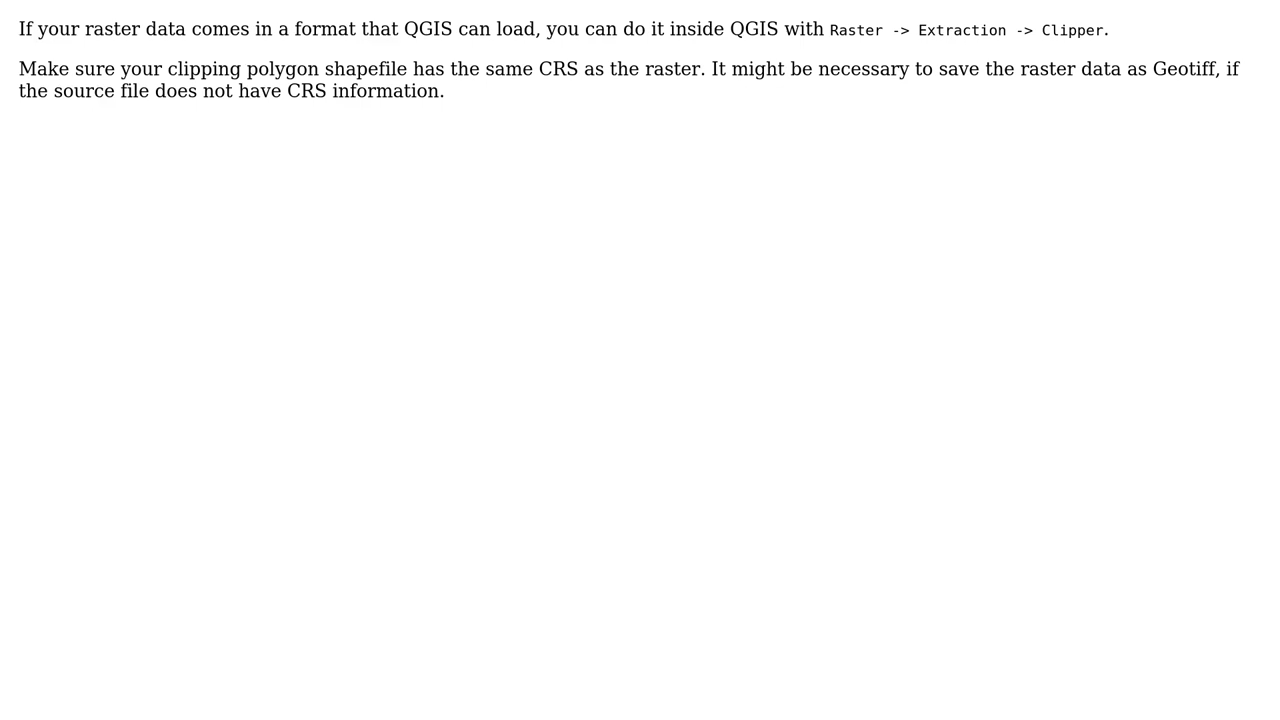 If your raster data comes in a format that QGIS can load, you can do it inside QGIS with Raster -> Extraction -> Clipper.
Make sure your clipping polygon shapefile has the same CRS as the raster. It might be necessary to save the raster data as Geotiff, if
the source file does not have CRS information.